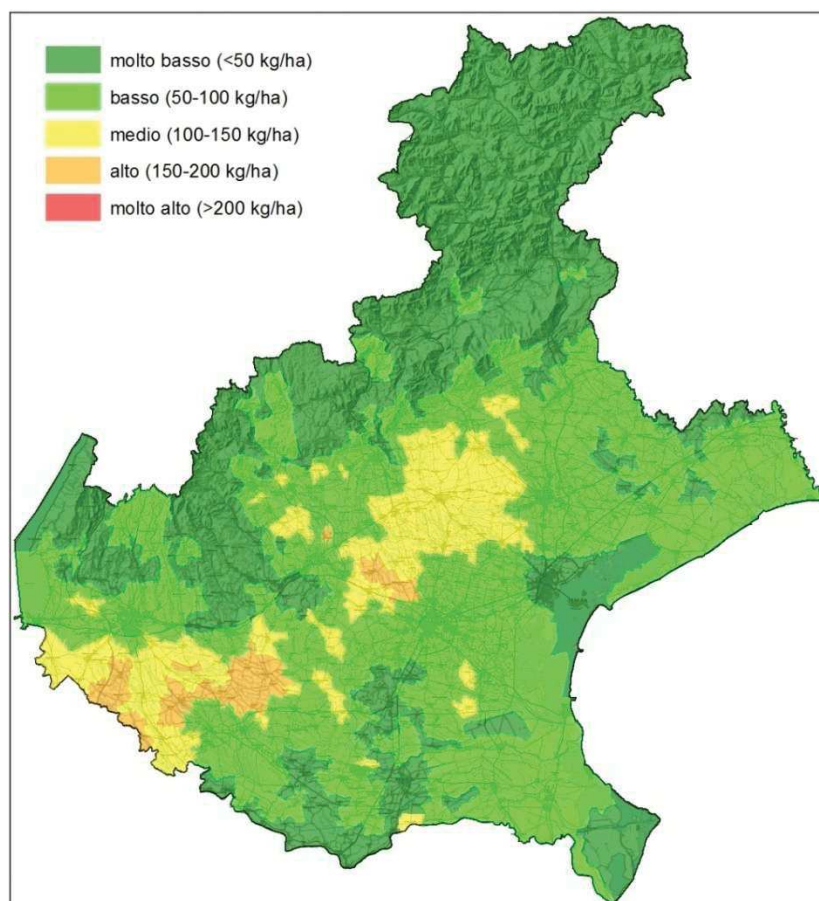 molto basso (<50 kg/ha)
basso (50-100 kg/ha)
medio (100-150 kg/ha)
alto (150-200 kg/ha)
molto alto (>200 kg/ha)